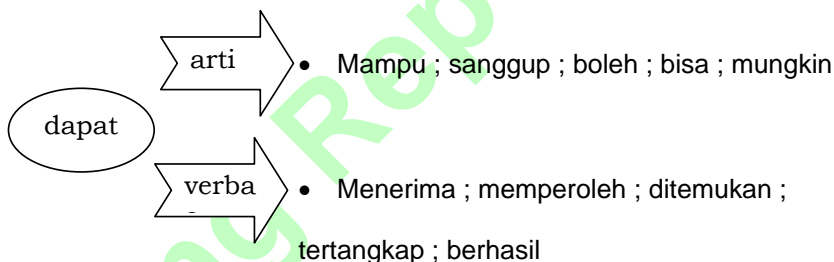 arti
• Mampu ; sanggup ; boleh ; bisa ; mungkin
dapat
verba
• Menerima ; memperoleh ; ditemukan ;
tertangkap ; berhasil